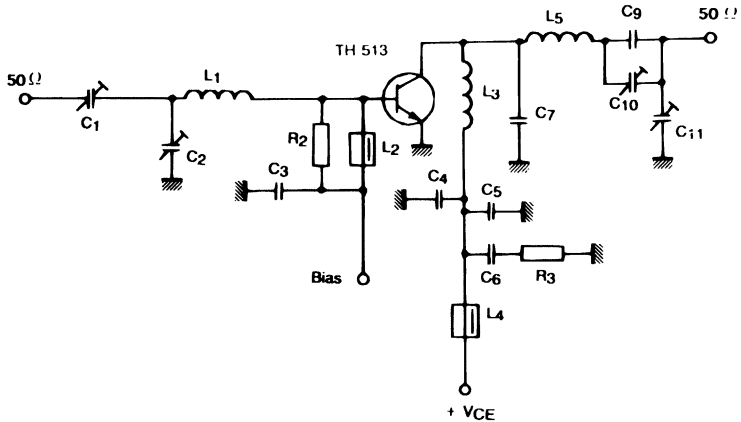 50 Ω
C1
L1
C2
TH 513
R2
L2
C3
Bias
L3
C4
C5
C6
R3
L4
+ VCE
C7
L5
C9
C10
C11
50 Ω